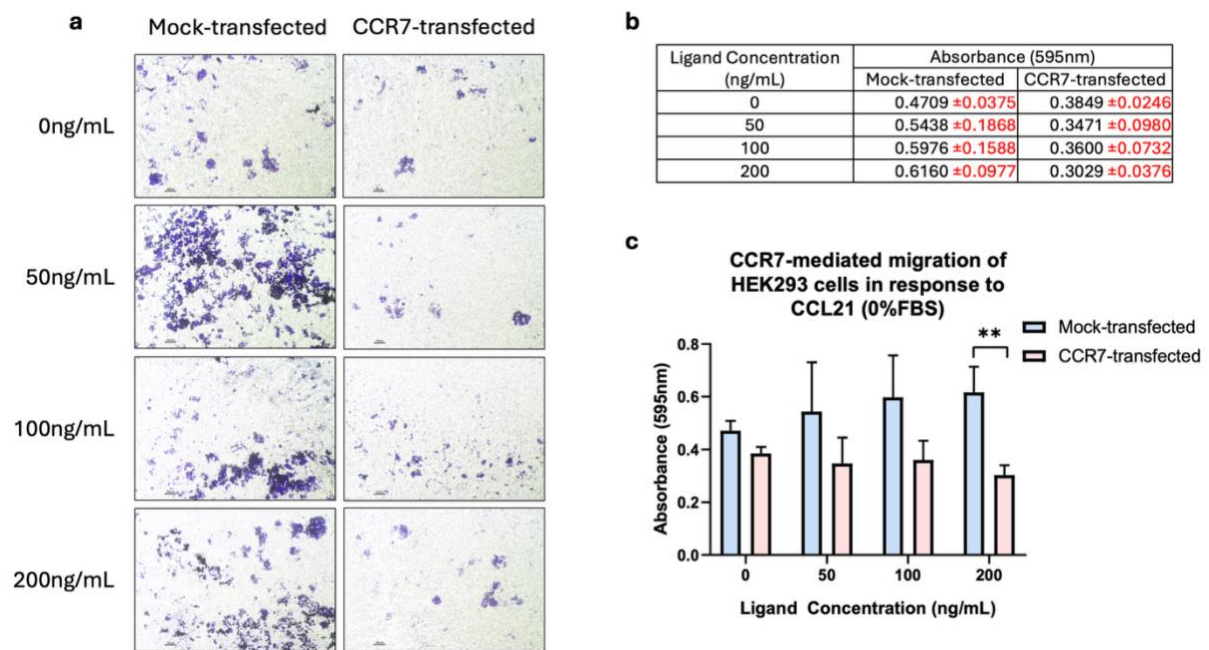 a
Mock-transfected CCR7-transfected
0ng/mL
50ng/mL
100ng/mL
200ng/mL
b
Ligand Concentration (ng/mL) Absorbance (595nm)
Mock-transfected CCR7-transfected
0 0.4709 ±0.0375 0.3849 ±0.0246
50 0.5438 ±0.1868 0.3471 ±0.0980
100 0.5976 ±0.1588 0.3600 ±0.0732
200 0.6160 ±0.0977 0.3029 ±0.0376
c
CCR7-mediated migration of
HEK293 cells in response to
CCL21 (0%FBS)
Mock-transfected
CCR7-transfected
**
Absorbance (595nm)
0.8
0.6
0.4
0.2
0.0
0 50 100 200
Ligand Concentration (ng/mL)